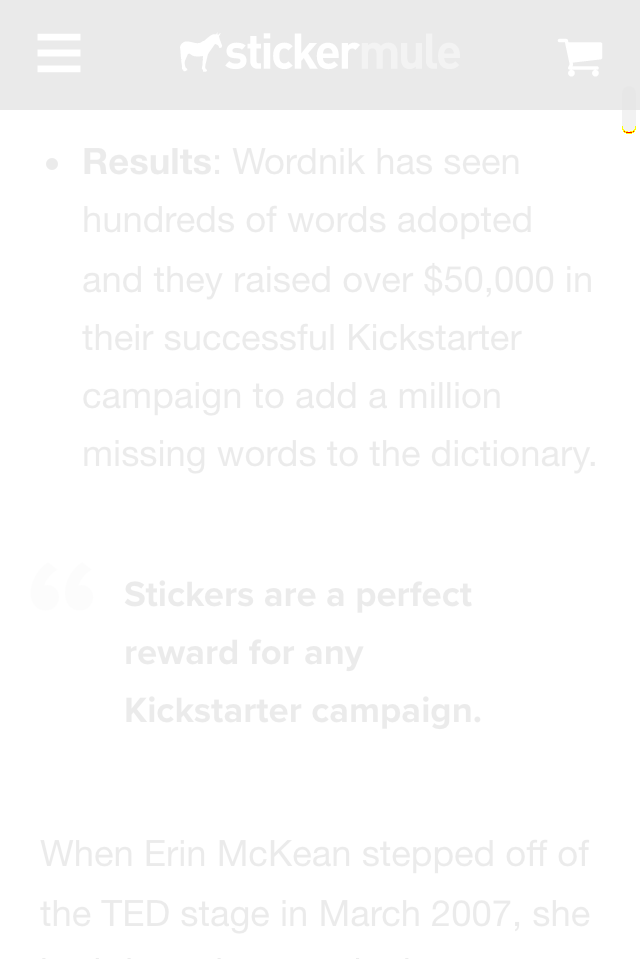 stickermule
• Results: Wordnik has seen
hundreds of words adopted
and they raised over $50,000 in
their successful Kickstarter
campaign to add a million
missing words to the dictionary.
“ Stickers are a perfect
reward for any
Kickstarter campaign.
When Erin McKean stepped off of
the TED stage in March 2007, she